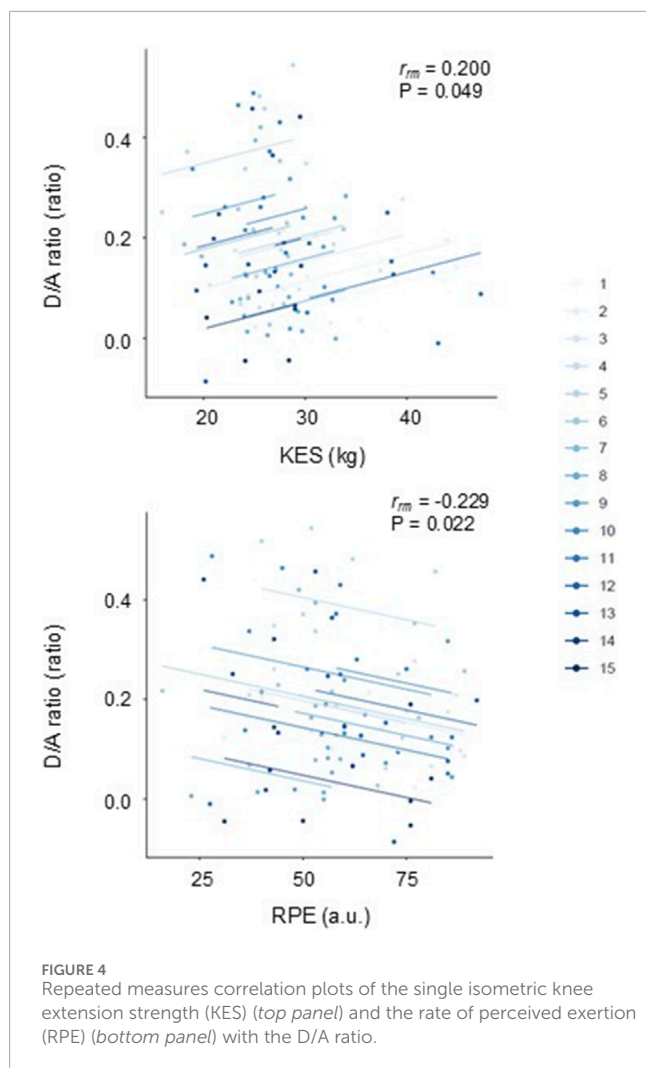 r_rm = 0.200
P = 0.049
D/A ratio (ratio)
0.4
0.2
0.0
20 30 40
KES (kg)
1
2
3
4
5
6
7
8
9
10
11
12
13
14
15
r_rm = -0.229
P = 0.022
D/A ratio (ratio)
0.4
0.2
0.0
25 50 75
RPE (a.u.)
FIGURE 4
Repeated measures correlation plots of the single isometric knee
extension strength (KES) (top panel) and the rate of perceived exertion
(RPE) (bottom panel) with the D/A ratio.